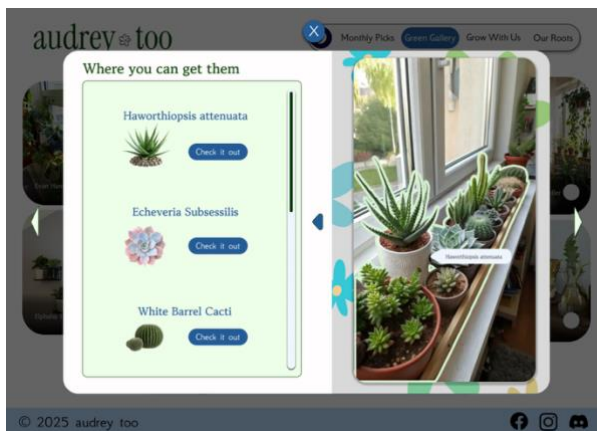 audrey too
X
Monthly Picks
Green Gallery
Grow With Us
Our Roots
Where you can get them
Haworthiopsis attenuata
Check it out
Echeveria Subsessilis
Check it out
White Barrel Cacti
Check it out
Haworthiopsis attenuata
© 2025 audrey too